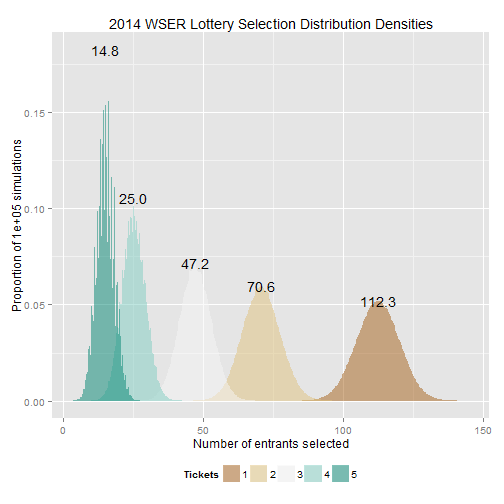 2014 WSER Lottery Selection Distribution Densities
14.8
25.0
47.2
70.6
112.3
0.15
0.10
0.05
0.00
Proportion of 1e+05 simulations
0 50 100 150
Number of entrants selected
Tickets 1 2 3 4 5